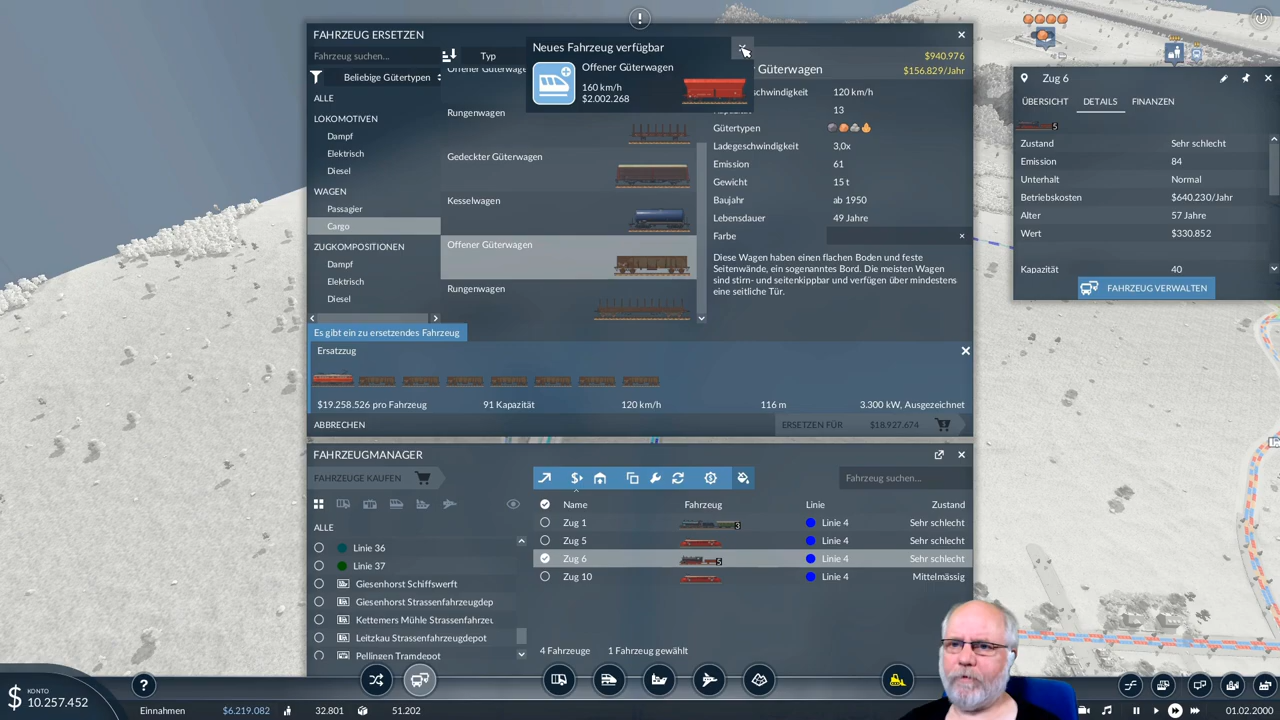 FAHRZEUG ERSETZEN
Fahrzeug suchen...
Typ
Beliebige Gütertypen
ALLE
LOKOMOTIVEN
Dampf
Elektrisch
Diesel
WAGEN
Passagier
Cargo
ZUGKOMPOSITIONEN
Dampf
Elektrisch
Diesel
Offener Güterwage
Rungenwagen
Gedeckter Güterwagen
Kesselwagen
Offener Güterwagen
Rungenwagen
Neues Fahrzeug verfügbar
Offener Güterwagen
160 km/h
$2.002.268
$940.976
$156.829/Jahr
Güterwagen
schwindigkeit 120 km/h
13
Gütertypen
Ladegeschwindigkeit 3,0x
Emission 61
Gewicht 15 t
Baujahr ab 1950
Lebensdauer 49 Jahre
Farbe
Diese Wagen haben einen flachen Boden und feste
Seitenwände, ein sogenanntes Bord. Die meisten Wagen
sind stirn- und seitenkippbar und verfügen über mindestens
eine seitliche Tür.
Es gibt ein zu ersetzendes Fahrzeug
Ersatzzug
$19.258.526 pro Fahrzeug 91 Kapazität 120 km/h 116 m 3.300 kW, Ausgezeichnet
ABBRECHEN ERSETZEN FÜR $18.927.674
FAHRZEUGMANAGER
FAHRZEUGE KAUFEN
Fahrzeug suchen...
ALLE
Linie 36
Linie 37
Giesenhorst Schiffswerft
Giesenhorst Strassenfahrzeugdep
Kettemers Mühle Strassenfahrzeu
Leitzkau Strassenfahrzeugdepot
Pellingen Tramdepot
Name Fahrzeug Linie Zustand
Zug 1 3 Linie 4 Sehr schlecht
Zug 5 Linie 4 Sehr schlecht
Zug 6 5 Linie 4 Sehr schlecht
Zug 10 Linie 4 Mittelmässig
4 Fahrzeuge 1 Fahrzeug gewählt
Zug 6
ÜBERSICHT DETAILS FINANZEN
5
Zustand Sehr schlecht
Emission 84
Unterhalt Normal
Betriebskosten $640.230/Jahr
Alter 57 Jahre
Wert $330.852
Kapazität 40
FAHRZEUG VERWALTEN
$ KONTO
10.257.452
?
Einnahmen $6.219.082 32.801 51.202
01.02.2000